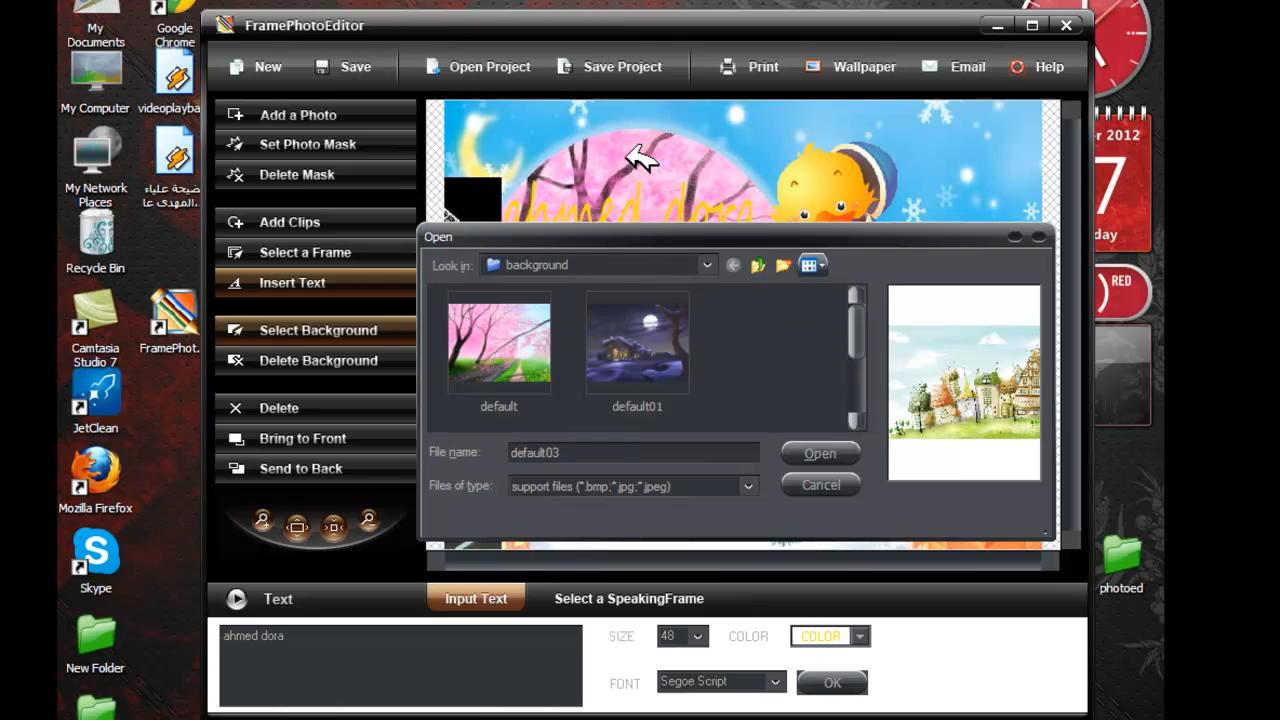 My Documents
Google Chrome
My Computer
videoplayba
My Network Places
المهدى عا
Recycle Bin
Camtasia Studio 7
FramePhot...
JetClean
Mozilla Firefox
Skype
New Folder
FramePhotoEditor
New
Save
Open Project
Save Project
Print
Wallpaper
Email
Help
Add a Photo
Set Photo Mask
Delete Mask
Add Clips
Select a Frame
Insert Text
Select Background
Delete Background
Delete
Bring to Front
Send to Back
ahmed dora
Open
Look in:
background
default
default01
File name:
default03
Open
Files of type:
support files (*.bmp;*.jpg;*.jpeg)
Cancel
Text
Input Text
Select a SpeakingFrame
ahmed dora
SIZE
48
COLOR
COLOR
FONT
Segoe Script
OK
r 2012
7
day
RED
photoed